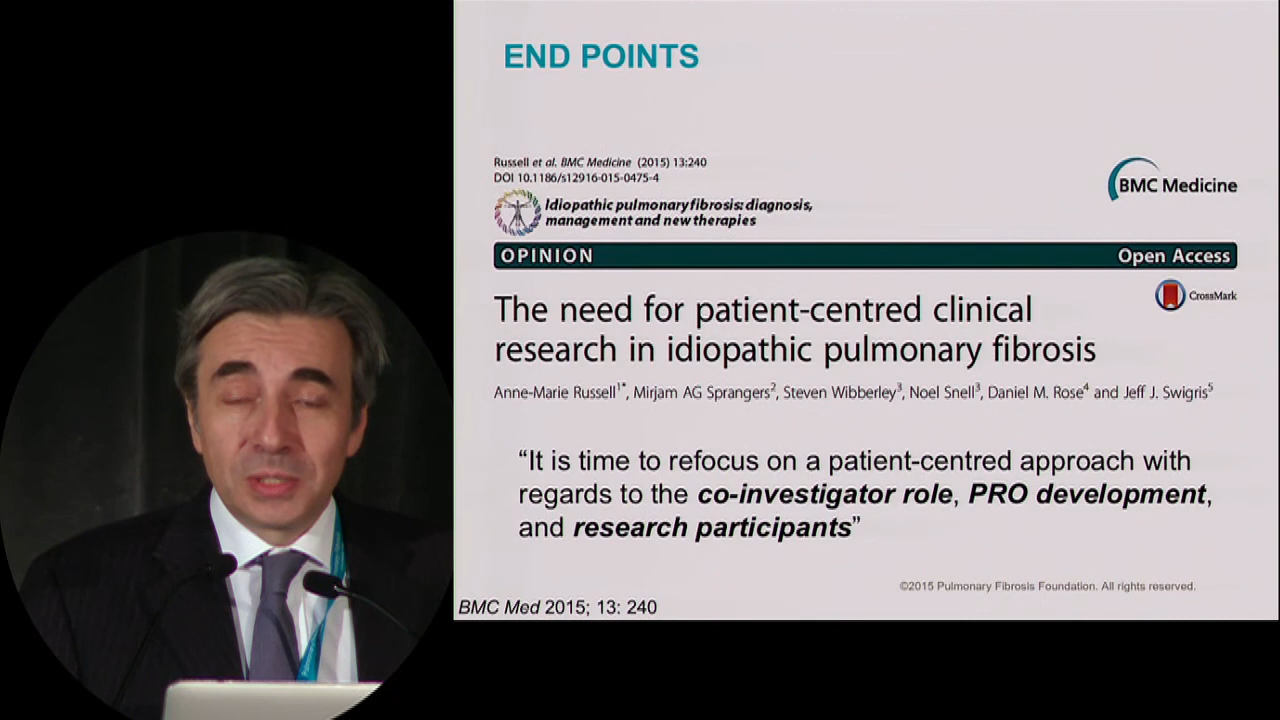 END POINTS
Russell et al. BMC Medicine (2015) 13:240
DOI 10.1186/s12916-015-0475-4
BMC Medicine
Idiopathic pulmonary fibrosis: diagnosis,
management and new therapies
OPINION Open Access
CrossMark
The need for patient-centred clinical
research in idiopathic pulmonary fibrosis
Anne-Marie Russell1*, Mirjam AG Sprangers2, Steven Wibberley3, Noel Snell3, Daniel M. Rose4 and Jeff J. Swigris5
“It is time to refocus on a patient-centred approach with
regards to the co-investigator role, PRO development,
and research participants”
©2015 Pulmonary Fibrosis Foundation. All rights reserved.
BMC Med 2015; 13: 240